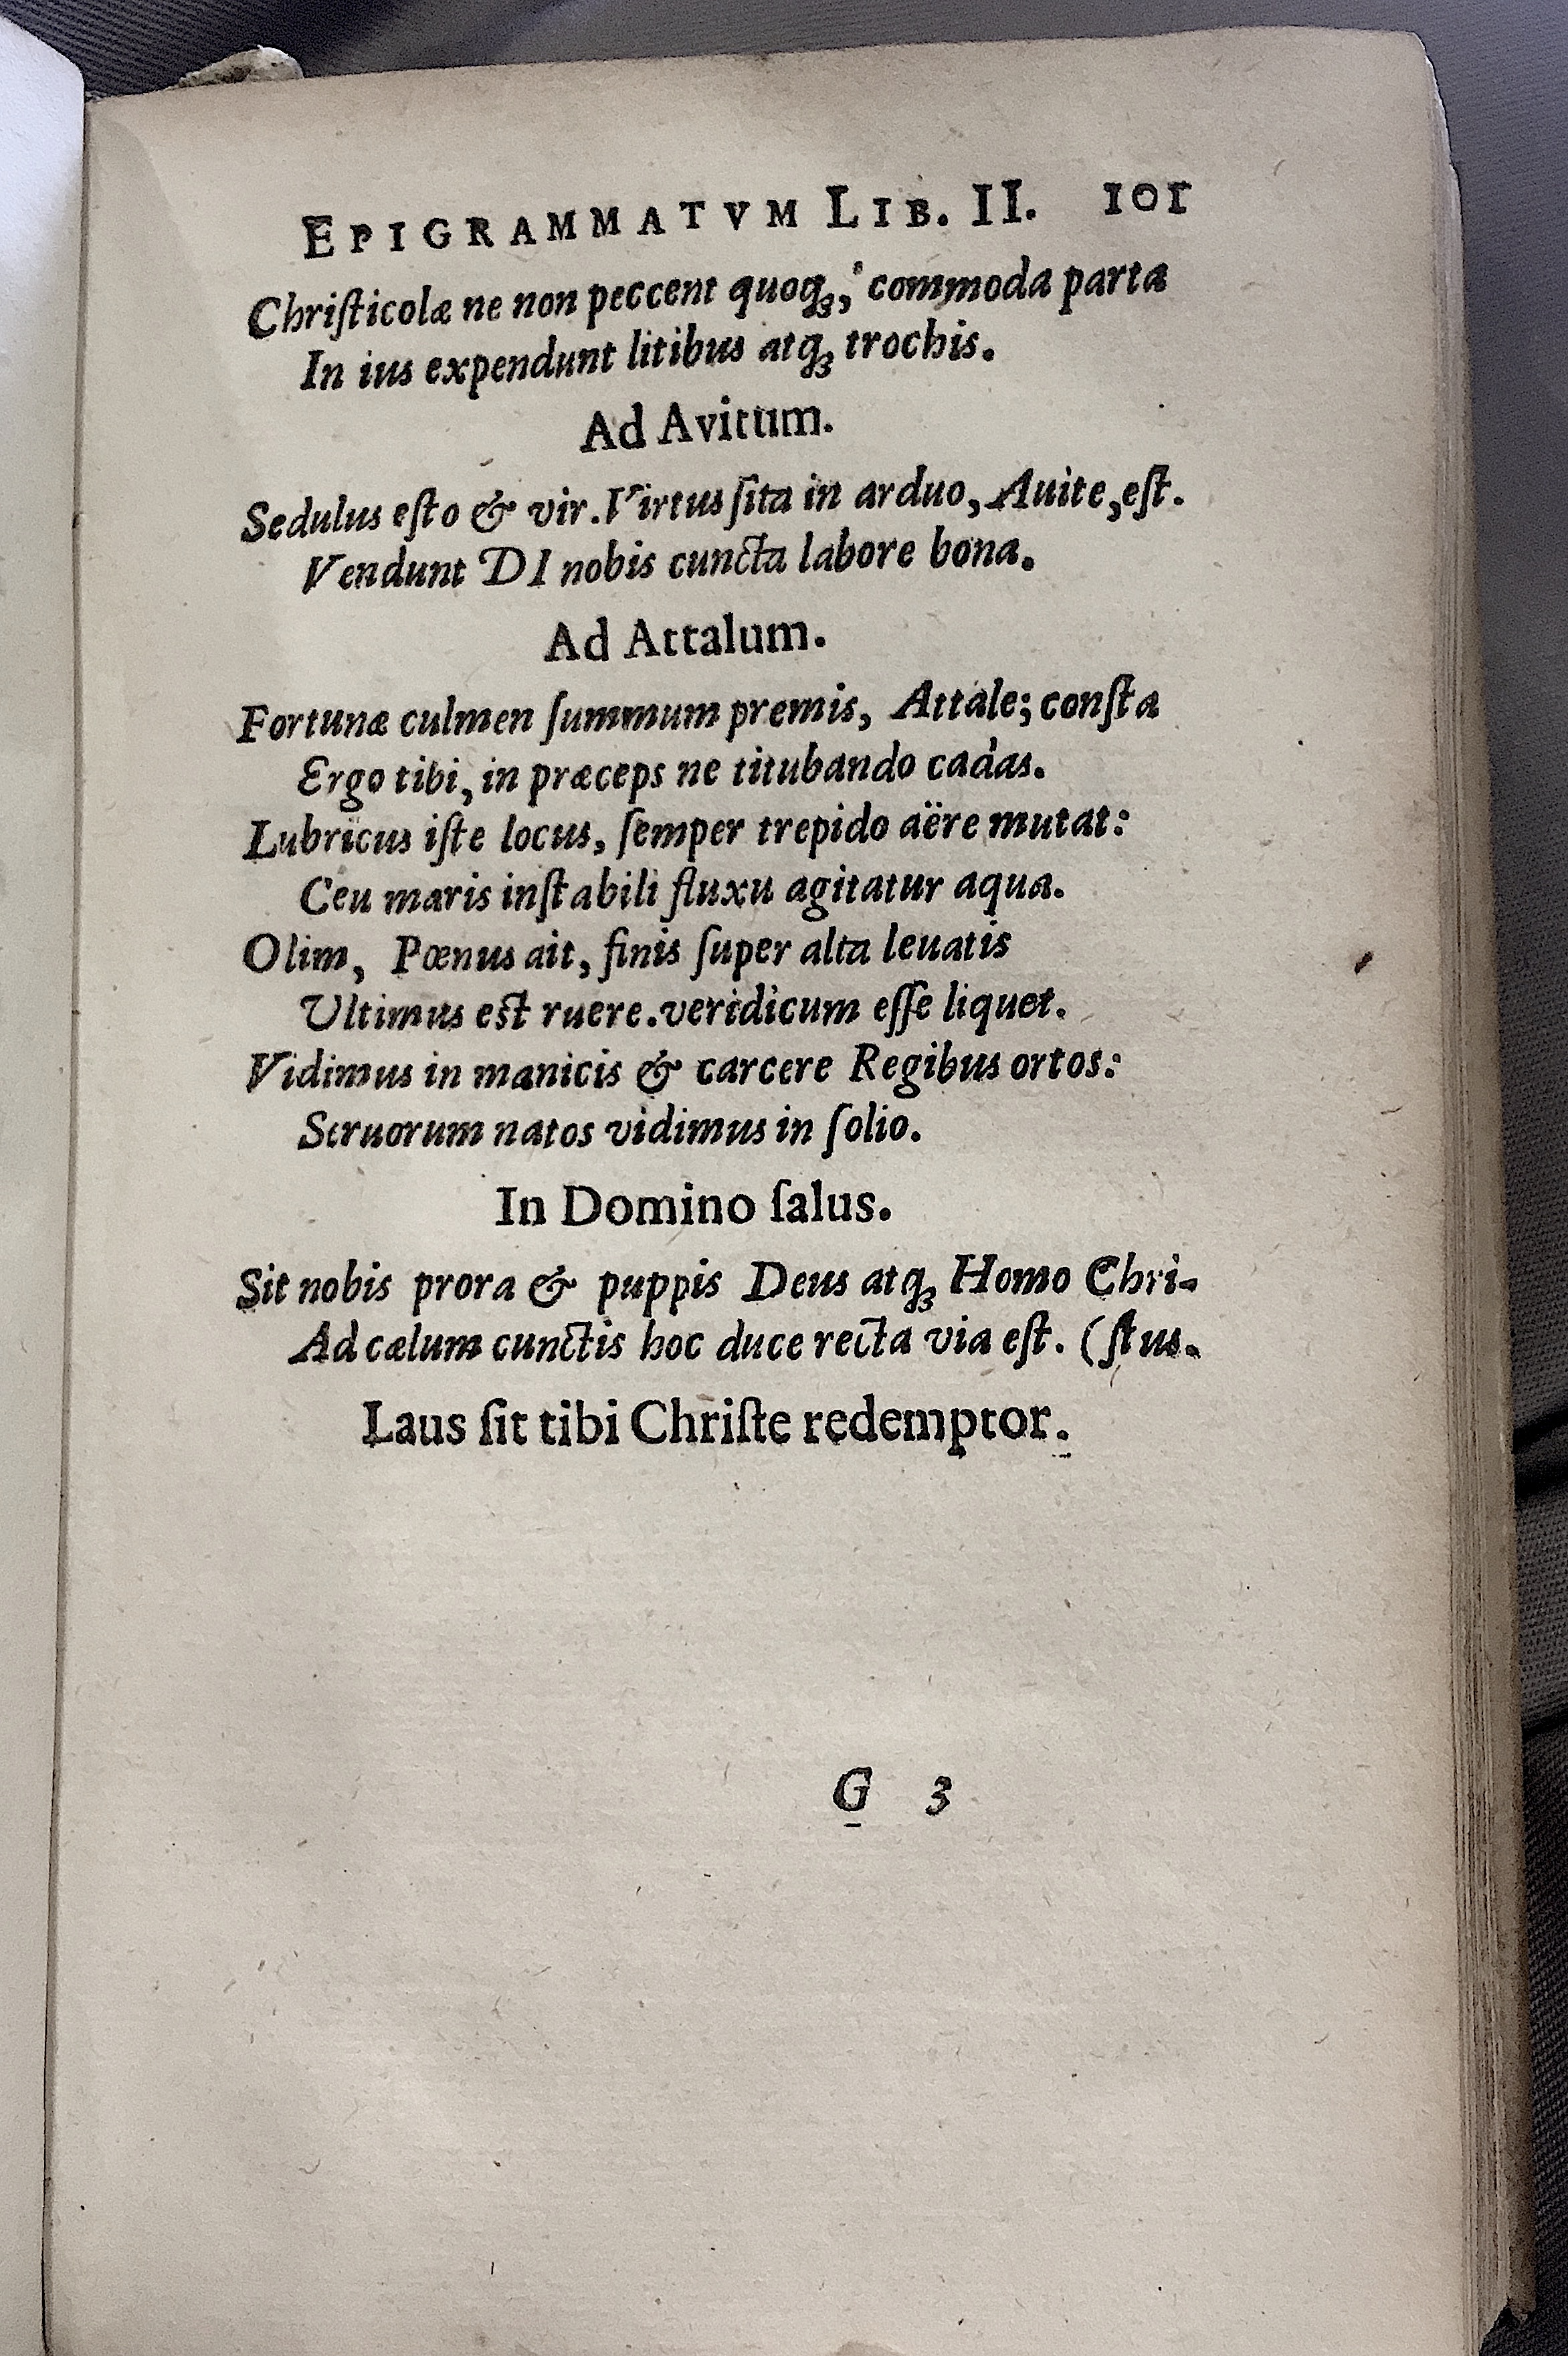 EPIGRAMMATVM LIB. II. 101
Chriſticolæ ne non peccent quoqꝫ, commoda parta
In ius expendunt litibus atqꝫ trochis.
Ad Avitum.
Sedulus eſto & vir. Virtus ſita in arduo, Auite, eſt.
Vendunt DI nobis cuncta labore bona.
Ad Attalum.
Fortunæ culmen ſummum premis, Attale; conſta
Ergo tibi, in præceps ne titubando cadas.
Lubricus iſte locus, ſemper trepido aëre mutat:
Ceu maris inſtabili fluxu agitatur aqua.
Olim, Pœnus ait, finis ſuper alta leuatis
Ultimus eſt ruere. veridicum eſſe liquet.
Vidimus in manicis & carcere Regibus ortos:
Seruorum natos vidimus in ſolio.
In Domino ſalus.
Sit nobis prora & puppis Deus atqꝫ Homo Chri-
Ad cælum cunctis hoc duce recta via eſt. (ſtus.
Laus ſit tibi Chriſte redemptor.
G 3